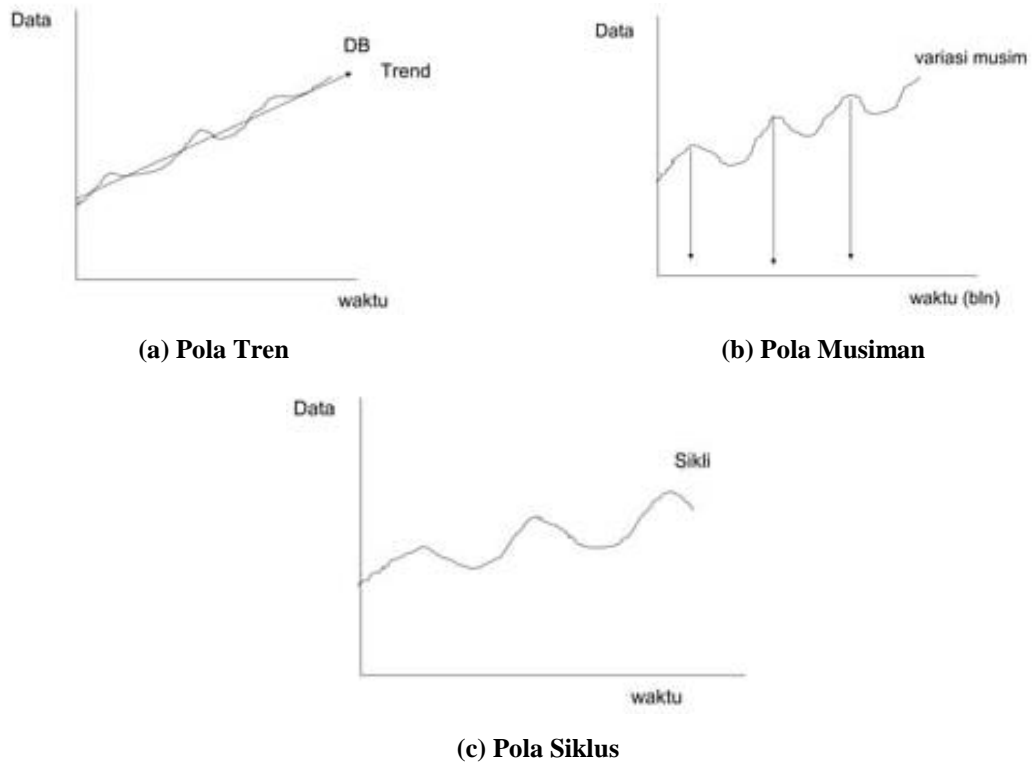 Data
DB
Trend
waktu
(a) Pola Tren
Data
variasi musim
waktu (bln)
(b) Pola Musiman
Data
Sikli
waktu
(c) Pola Siklus